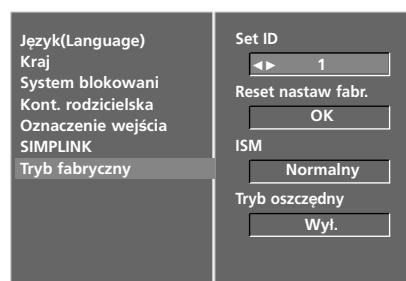 Język(Language)
Kraj
System blokowani
Kont. rodzicielska
Oznaczenie wejścia
SIMPLINK
Tryb fabryczny
Set ID
◄► 1
Reset nastaw fabr.
OK
ISM
Normalny
Tryb oszczędny
Wył.